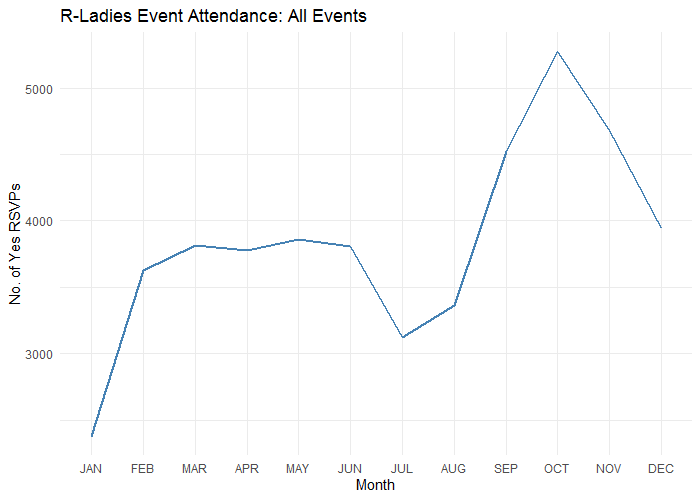 R-Ladies Event Attendance: All Events
No. of Yes RSVPs
5000
4000
3000
JAN FEB MAR APR MAY JUN JUL AUG SEP OCT NOV DEC
Month